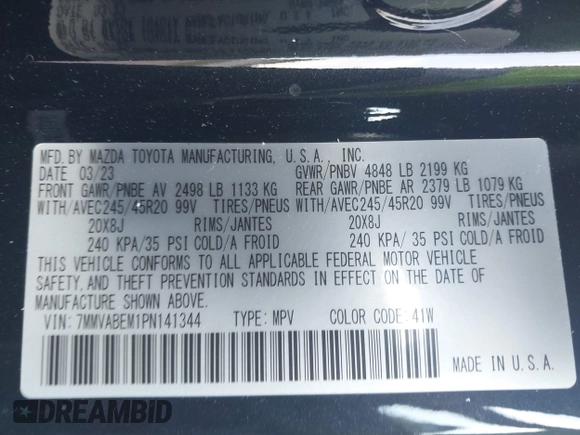 MFD. BY MAZDA TOYOTA MANUFACTURING, U.S.A., INC.
DATE 03/23 GVWR/PNBV 4848 LB 2199 KG
FRONT GAWR/PNBE AV 2498 LB 1133 KG REAR GAWR/PNBE AR 2379 LB 1079 KG
WITH/AVEC245/45R20 99V TIRES/PNEUS WITH/AVEC245/45R20 99V TIRES/PNEUS
20X8J RIMS/JANTES 20X8J RIMS/JANTES
240 KPA/ 35 PSI COLD/A FROID 240 KPA/ 35 PSI COLD/A FROID
THIS VEHICLE CONFORMS TO ALL APPLICABLE FEDERAL MOTOR VEHICLE
SAFETY, AND THEFT PREVENTION STANDARDS IN EFFECT ON THE DATE OF
MANUFACTURE SHOWN ABOVE.
VIN: 7MMVABEM1PN141344 TYPE: MPV COLOR CODE: 41W
MADE IN U.S.A.
DREAMBID